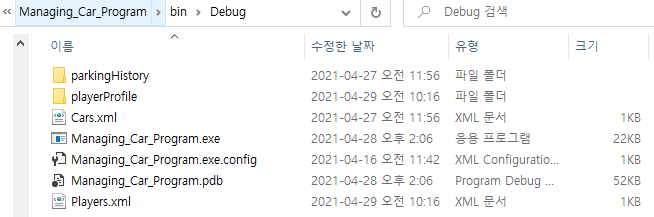 « Managing_Car_Program > bin > Debug Debug 검색
이름 수정한 날짜 유형 크기
parkingHistory 2021-04-27 오전 11:56 파일 폴더
playerProfile 2021-04-29 오전 10:16 파일 폴더
Cars.xml 2021-04-27 오전 11:56 XML 문서 1KB
Managing_Car_Program.exe 2021-04-28 오후 2:06 응용 프로그램 22KB
Managing_Car_Program.exe.config 2021-04-16 오전 11:42 XML Configuratio... 1KB
Managing_Car_Program.pdb 2021-04-28 오후 2:06 Program Debug ... 52KB
Players.xml 2021-04-29 오전 10:16 XML 문서 1KB